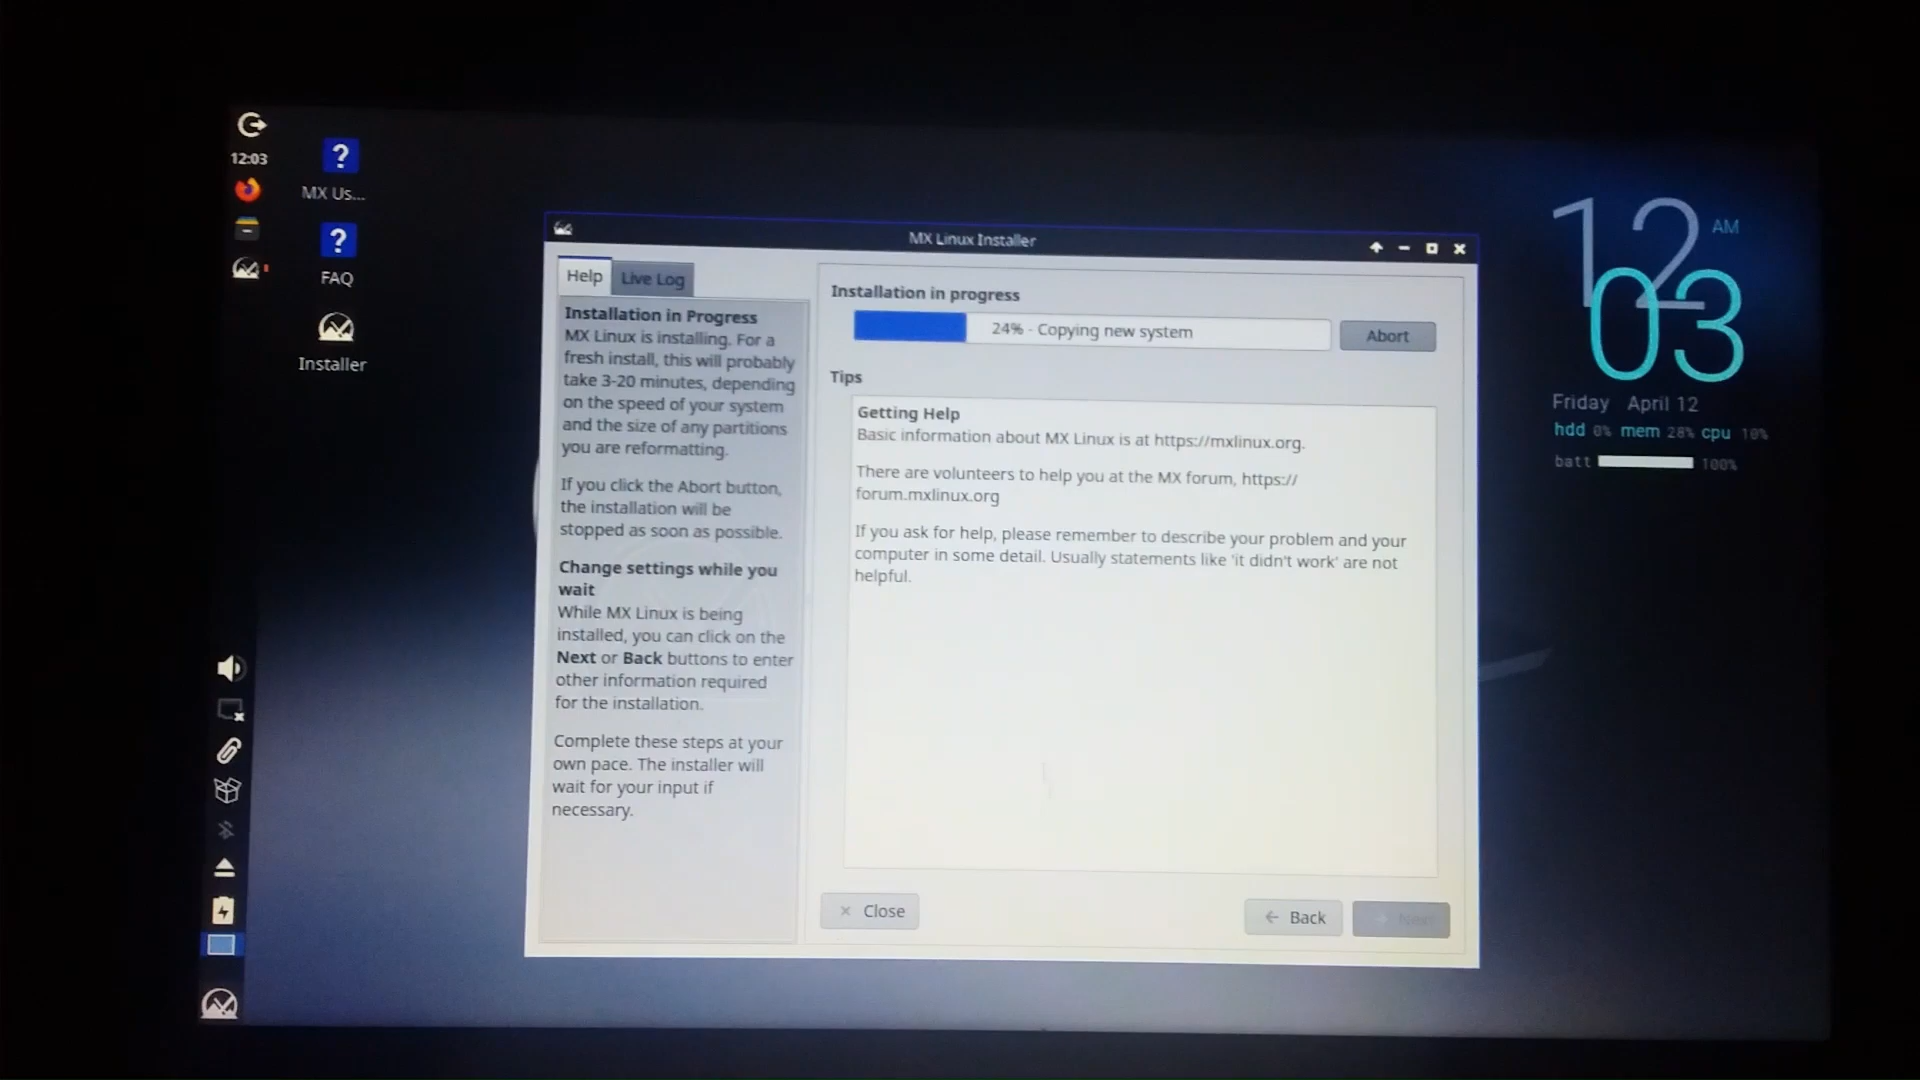 12:03
MX Us...
FAQ
Installer
MX Linux Installer
Help
Live Log
Installation in Progress
MX Linux is installing. For a
fresh install, this will probably
take 3-20 minutes, depending
on the speed of your system
and the size of any partitions
you are reformatting.
If you click the Abort button,
the installation will be
stopped as soon as possible.
Change settings while you
wait
While MX Linux is being
installed, you can click on the
Next or Back buttons to enter
other information required
for the installation.
Complete these steps at your
own pace. The installer will
wait for your input if
necessary.
Installation in progress
24% - Copying new system
Abort
Tips
Getting Help
Basic information about MX Linux is at https://mxlinux.org.
There are volunteers to help you at the MX forum, https://
forum.mxlinux.org
If you ask for help, please remember to describe your problem and your
computer in some detail. Usually statements like 'it didn't work' are not
helpful.
Close
Back
12 AM
03
Friday April 12
hdd 0% mem 28% cpu 10%
batt 100%